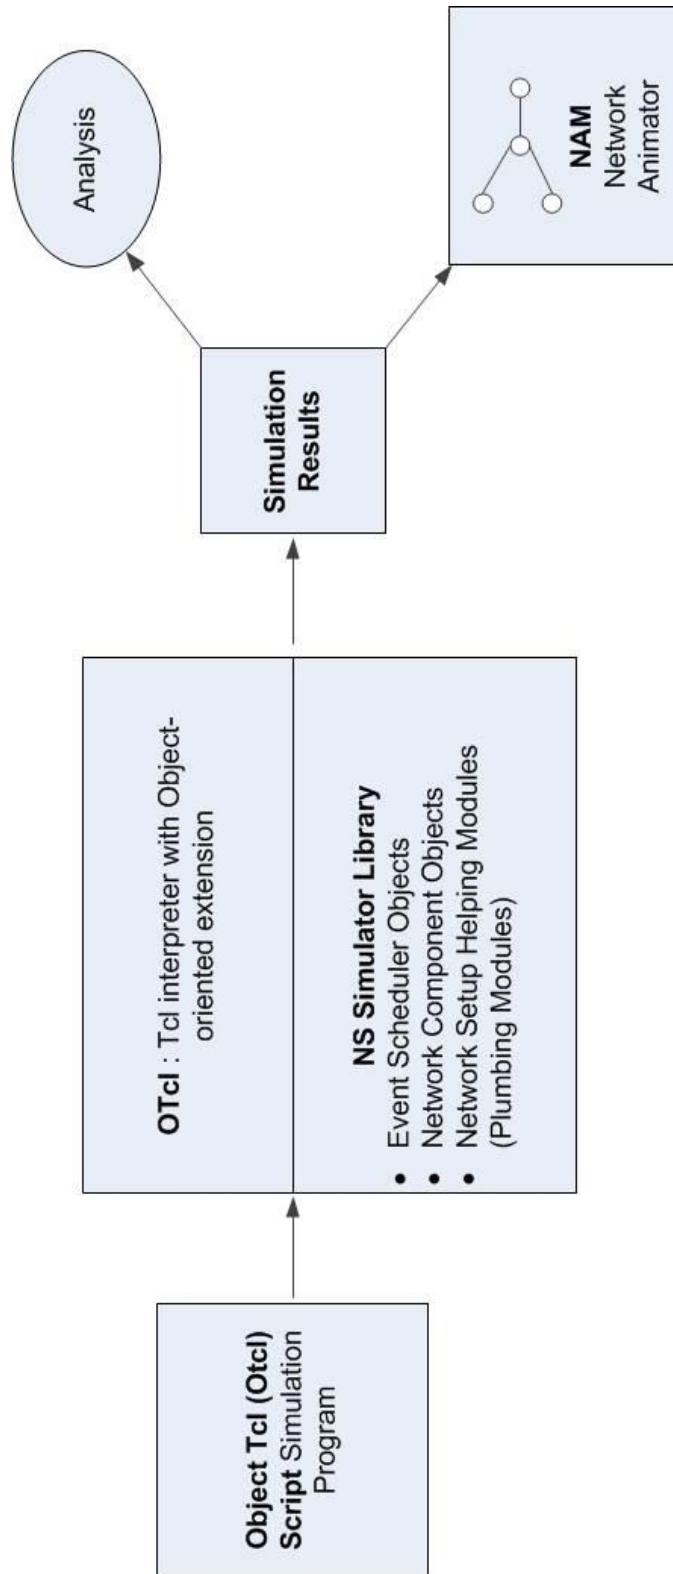 Object Tcl (Otcl)
Script Simulation
Program
OTcl : Tcl interpreter with Object-
oriented extension
NS Simulator Library
• Event Scheduler Objects
• Network Component Objects
• Network Setup Helping Modules
(Plumbing Modules)
Simulation
Results
Analysis
NAM
Network
Animator